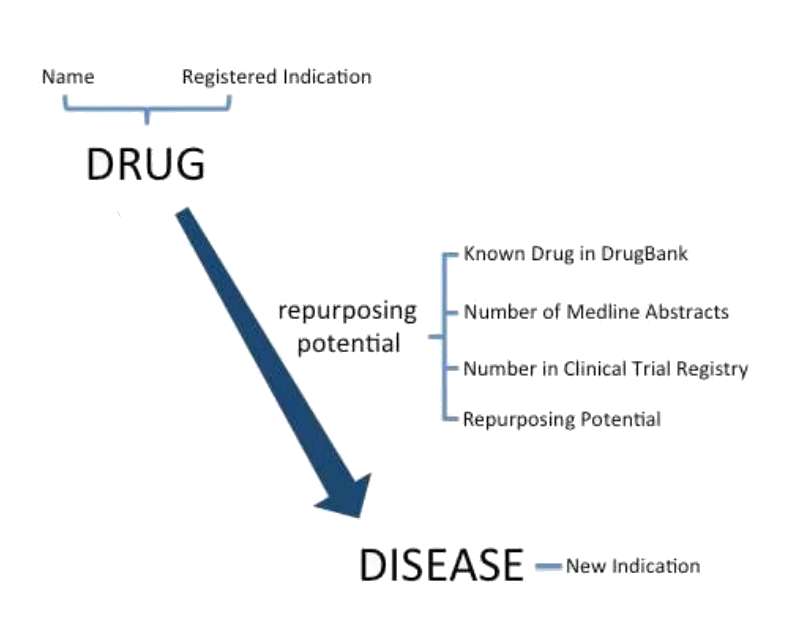 Name
Registered Indication
DRUG
Known Drug in DrugBank
repurposing
potential
Number of Medline Abstracts
Number in Clinical Trial Registry
Repurposing Potential
DISEASE
New Indication